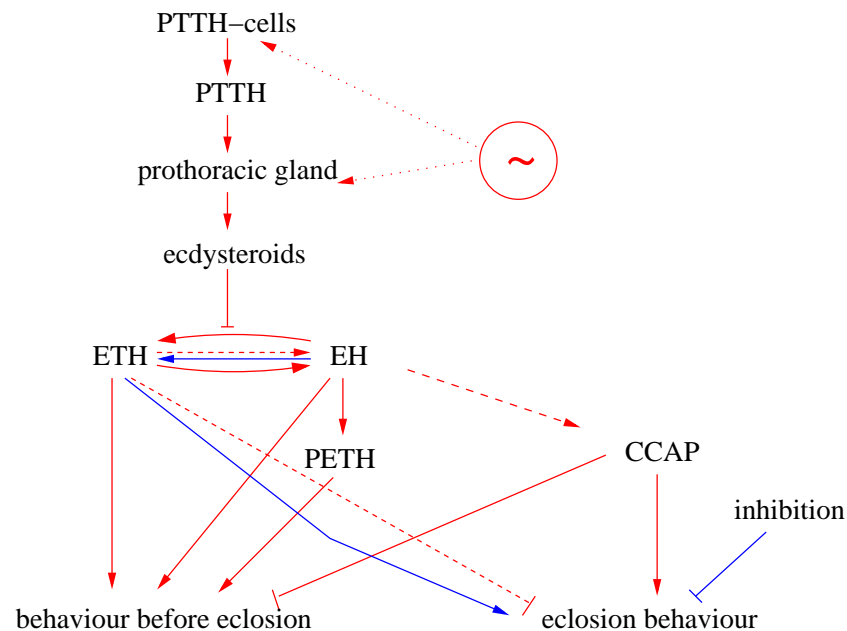 PTTH−cells
PTTH
~
prothoracic gland
ecdysteroids
ETH
EH
PETH
CCAP
inhibition
behaviour before eclosion
eclosion behaviour